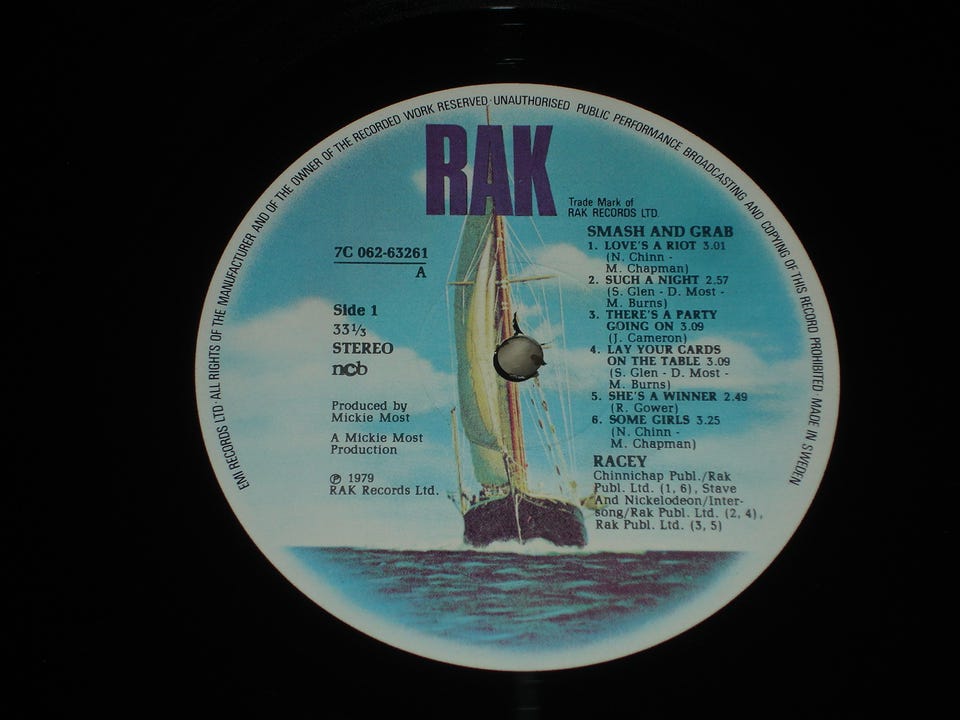 EMI RECORDS LTD · ALL RIGHTS OF THE MANUFACTURER AND OF THE OWNER OF THE RECORDED WORK RESERVED · UNAUTHORISED PUBLIC PERFORMANCE BROADCASTING AND COPYING OF THIS RECORD PROHIBITED · MADE IN SWEDEN
RAK
Trade Mark of
RAK RECORDS LTD.
7C 062-63261
A
Side 1
33⅓
STEREO
ncb
Produced by
Mickie Most
A Mickie Most
Production
℗ 1979
RAK Records Ltd.
SMASH AND GRAB
1. LOVE'S A RIOT 3.01
(N. Chinn -
M. Chapman)
2. SUCH A NIGHT 2.57
(S. Glen - D. Most -
M. Burns)
3. THERE'S A PARTY
GOING ON 3.09
(J. Cameron)
4. LAY YOUR CARDS
ON THE TABLE 3.09
(S. Glen - D. Most -
M. Burns)
5. SHE'S A WINNER 2.49
(R. Gower)
6. SOME GIRLS 3.25
(N. Chinn -
M. Chapman)
RACEY
Chinnichap Publ./Rak
Publ. Ltd. (1, 6), Stave
And Nickelodeon/Inter-
song/Rak Publ. Ltd. (2, 4),
Rak Publ. Ltd. (3, 5)